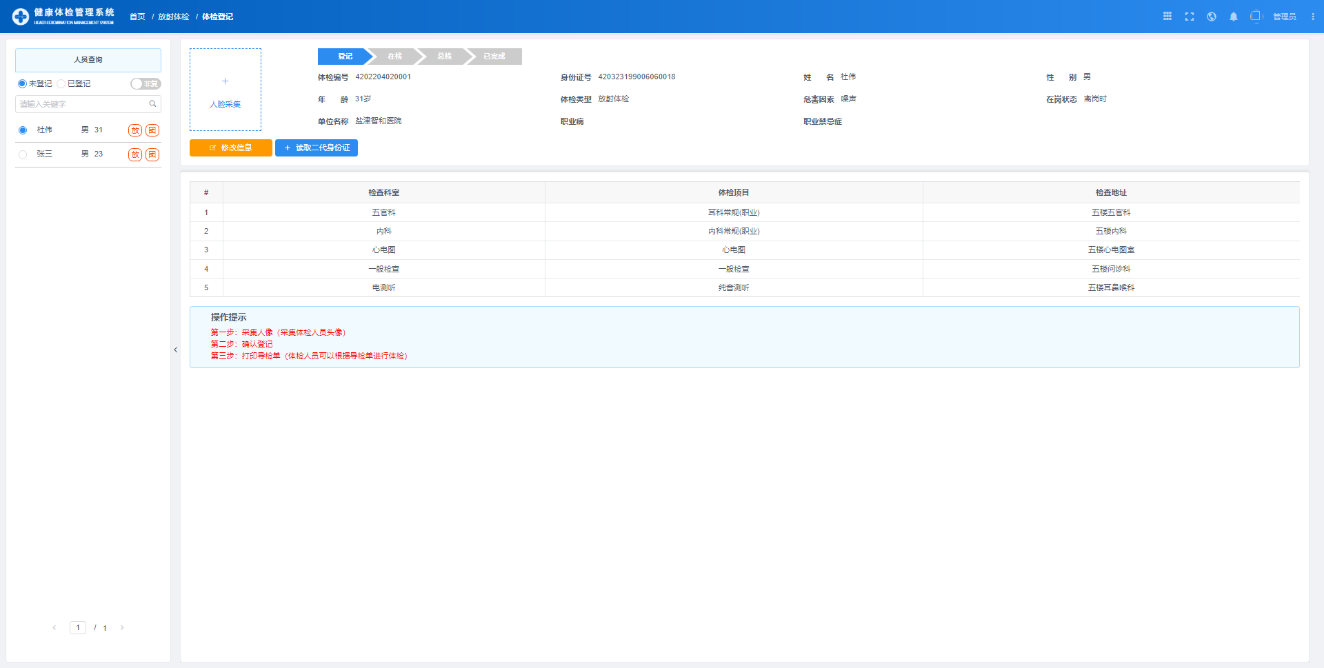 健康体检管理系统 首页 / 放射体检 / 体检登记 管理员
HEALTH EXAMINATION MANAGEMENT SYSTEM
人员查询
未登记 已登记
请输入关键字
杜伟 男 31 放 岗
张三 男 23 放 岗
< 1 / 1 >
+
人脸采集
登记 在检 总检 已完成
体检编号 4202204020001 身份证号 420323199006060018 姓 名 杜伟 性 别 男
年 龄 31岁 体检类型 放射体检 危害因素 噪声 在岗状态 离岗时
单位名称 盐津智和医院 职业病 职业禁忌症
修改信息 + 读取二代身份证
# 检查科室 体检项目 检查地址
1 五官科 耳科常规(职业) 五楼五官科
2 内科 内科常规(职业) 五楼内科
3 心电图 心电图 五楼心电图室
4 一般检查 一般检查 五楼问诊科
5 电测听 纯音测听 五楼耳鼻喉科
操作提示
第一步：采集人像（采集体检人员头像）
第二步：确认登记
第三步：打印导检单（体检人员可以根据导检单进行体检）